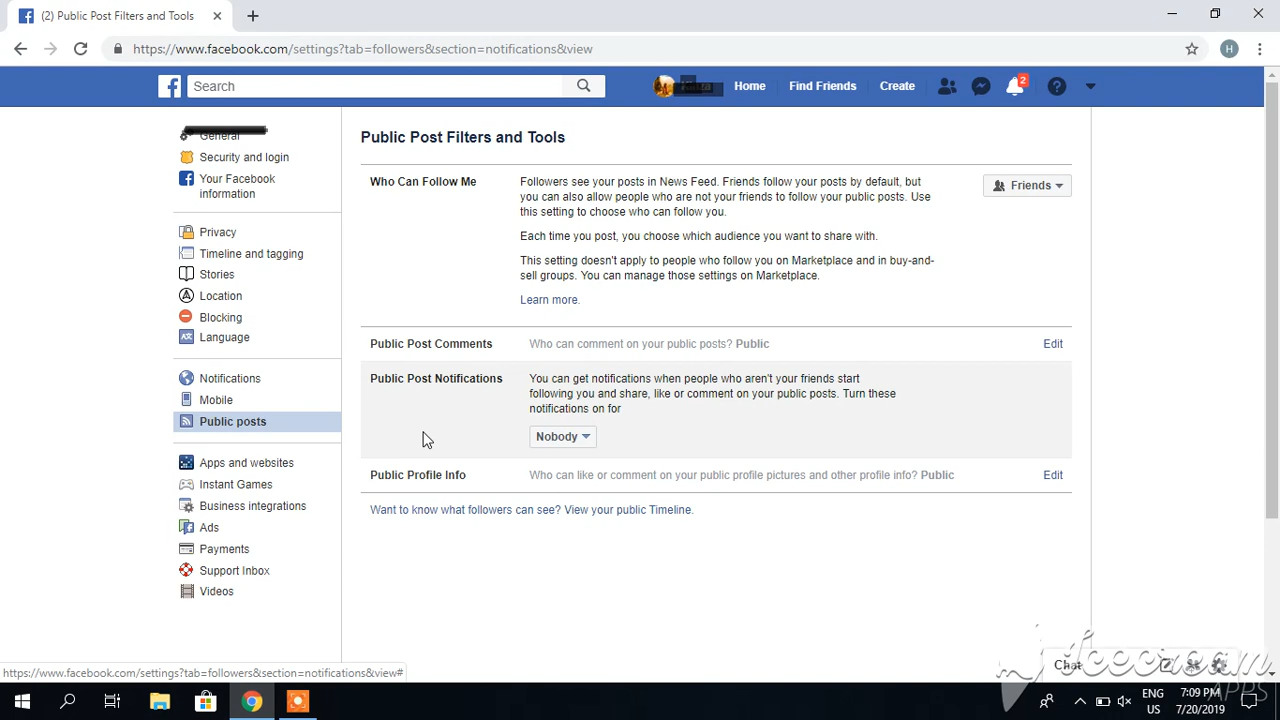 (2) Public Post Filters and Tools
https://www.facebook.com/settings?tab=followers&section=notifications&view
H
Search
Home
Find Friends
Create
2
General
Security and login
Your Facebook
information
Privacy
Timeline and tagging
Stories
Location
Blocking
Language
Notifications
Mobile
Public posts
Apps and websites
Instant Games
Business integrations
Ads
Payments
Support Inbox
Videos
Public Post Filters and Tools
Who Can Follow Me
Followers see your posts in News Feed. Friends follow your posts by default, but
you can also allow people who are not your friends to follow your public posts. Use
this setting to choose who can follow you.
Each time you post, you choose which audience you want to share with.
This setting doesn't apply to people who follow you on Marketplace and in buy-and-
sell groups. You can manage those settings on Marketplace.
Learn more.
Friends
Public Post Comments
Who can comment on your public posts? Public
Edit
Public Post Notifications
You can get notifications when people who aren't your friends start
following you and share, like or comment on your public posts. Turn these
notifications on for
Nobody
Public Profile Info
Who can like or comment on your public profile pictures and other profile info? Public
Edit
Want to know what followers can see? View your public Timeline.
Chat
icecream
APPS
https://www.facebook.com/settings?tab=followers&section=notifications&view#
ENG
US
7:09 PM
7/20/2019